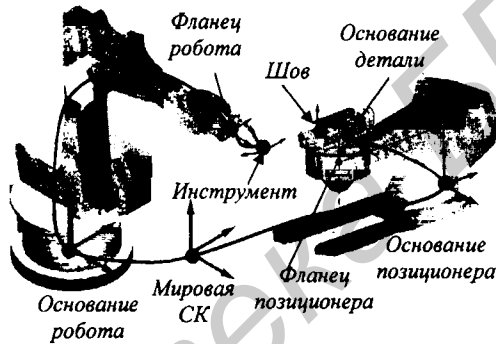 Фланец
робота
Основание
детали
Шов
Инструмент
Основание
позиционера
Фланец
позиционера
Мировая
СК
Основание
робота